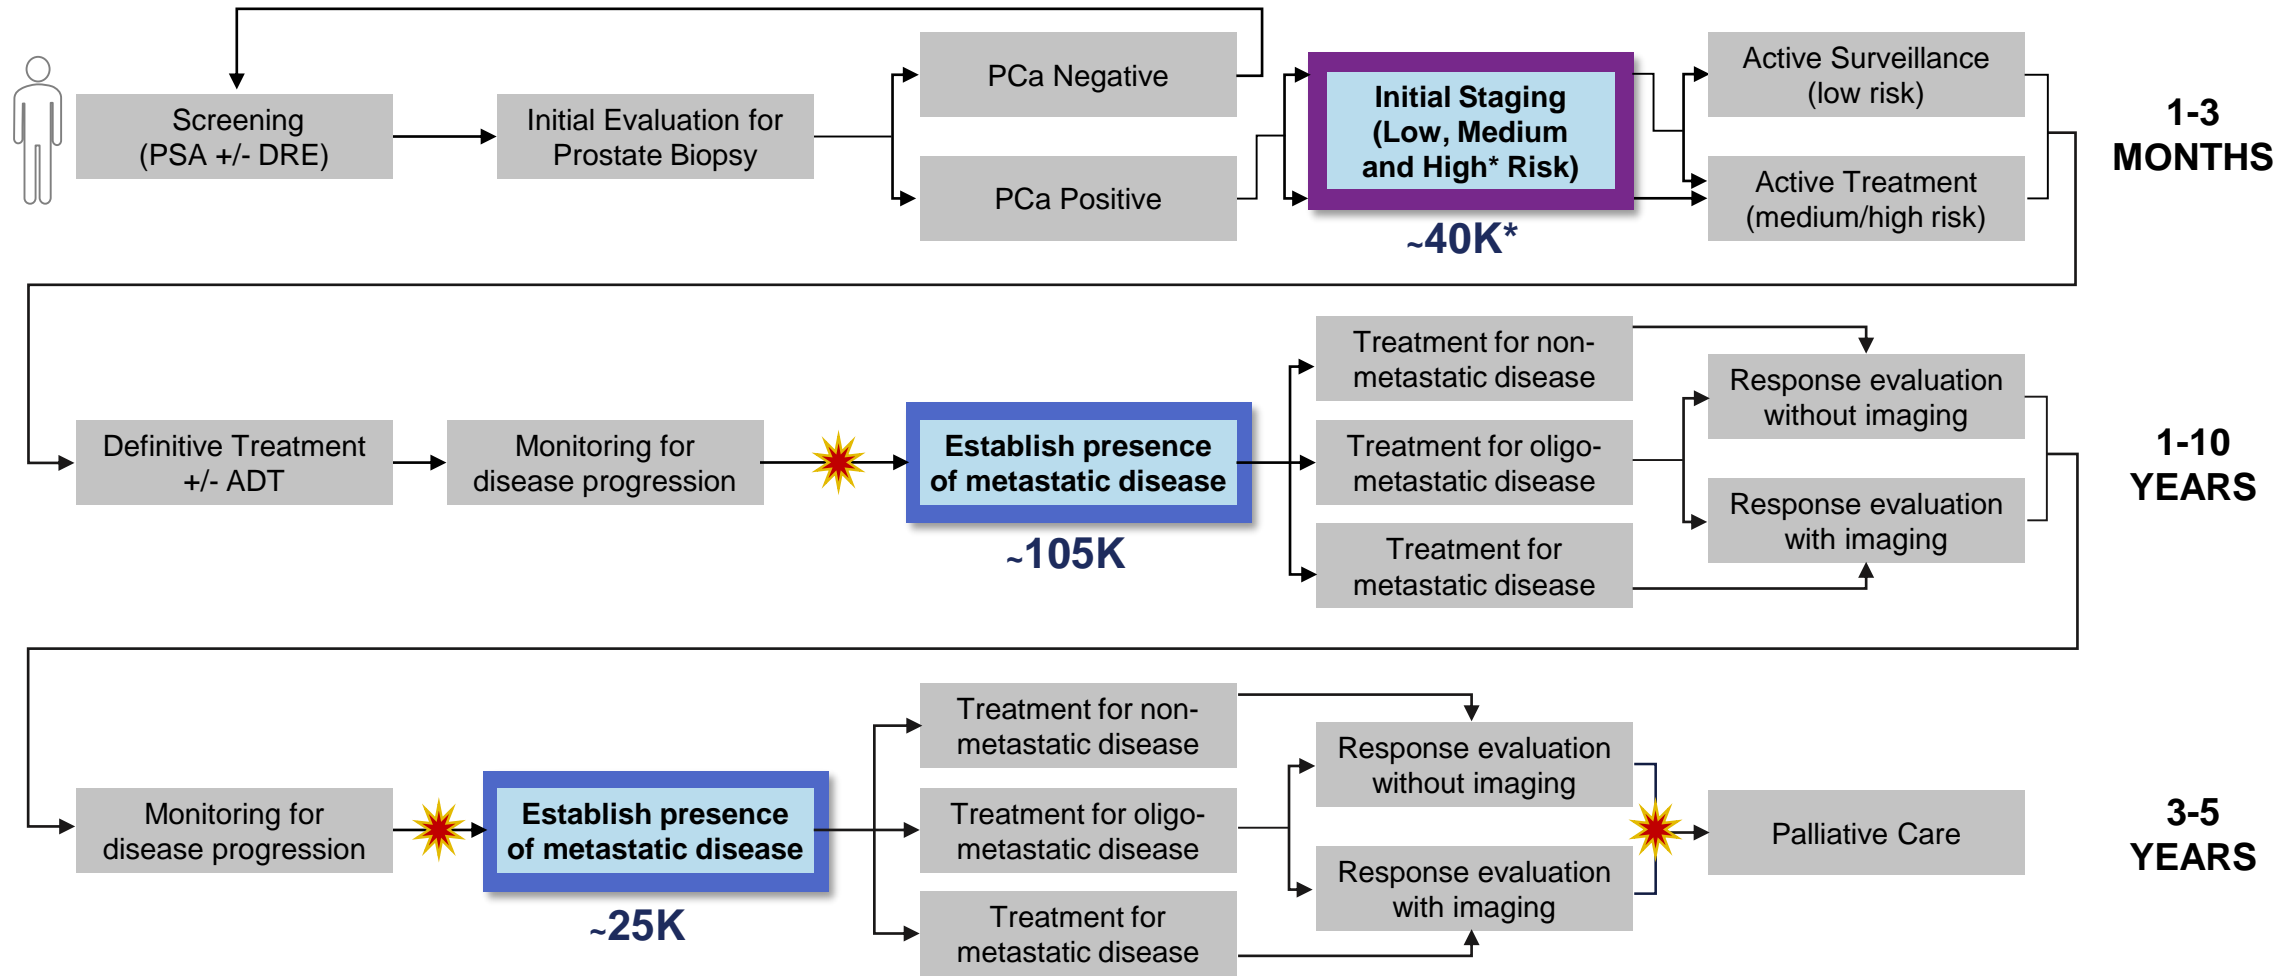 Screening
(PSA +/- DRE)
Initial Evaluation for
Prostate Biopsy
PCa Negative
PCa Positive
Initial Staging
(Low, Medium
and High* Risk)
~40K*
Active Surveillance
(low risk)
Active Treatment
(medium/high risk)
1-3
MONTHS
Definitive Treatment
+/- ADT
Monitoring for
disease progression
Establish presence
of metastatic disease
~105K
Treatment for non-
metastatic disease
Treatment for oligo-
metastatic disease
Treatment for
metastatic disease
Response evaluation
without imaging
Response evaluation
with imaging
1-10
YEARS
Monitoring for
disease progression
Establish presence
of metastatic disease
~25K
Treatment for non-
metastatic disease
Treatment for oligo-
metastatic disease
Treatment for
metastatic disease
Response evaluation
without imaging
Response evaluation
with imaging
Palliative Care
3-5
YEARS